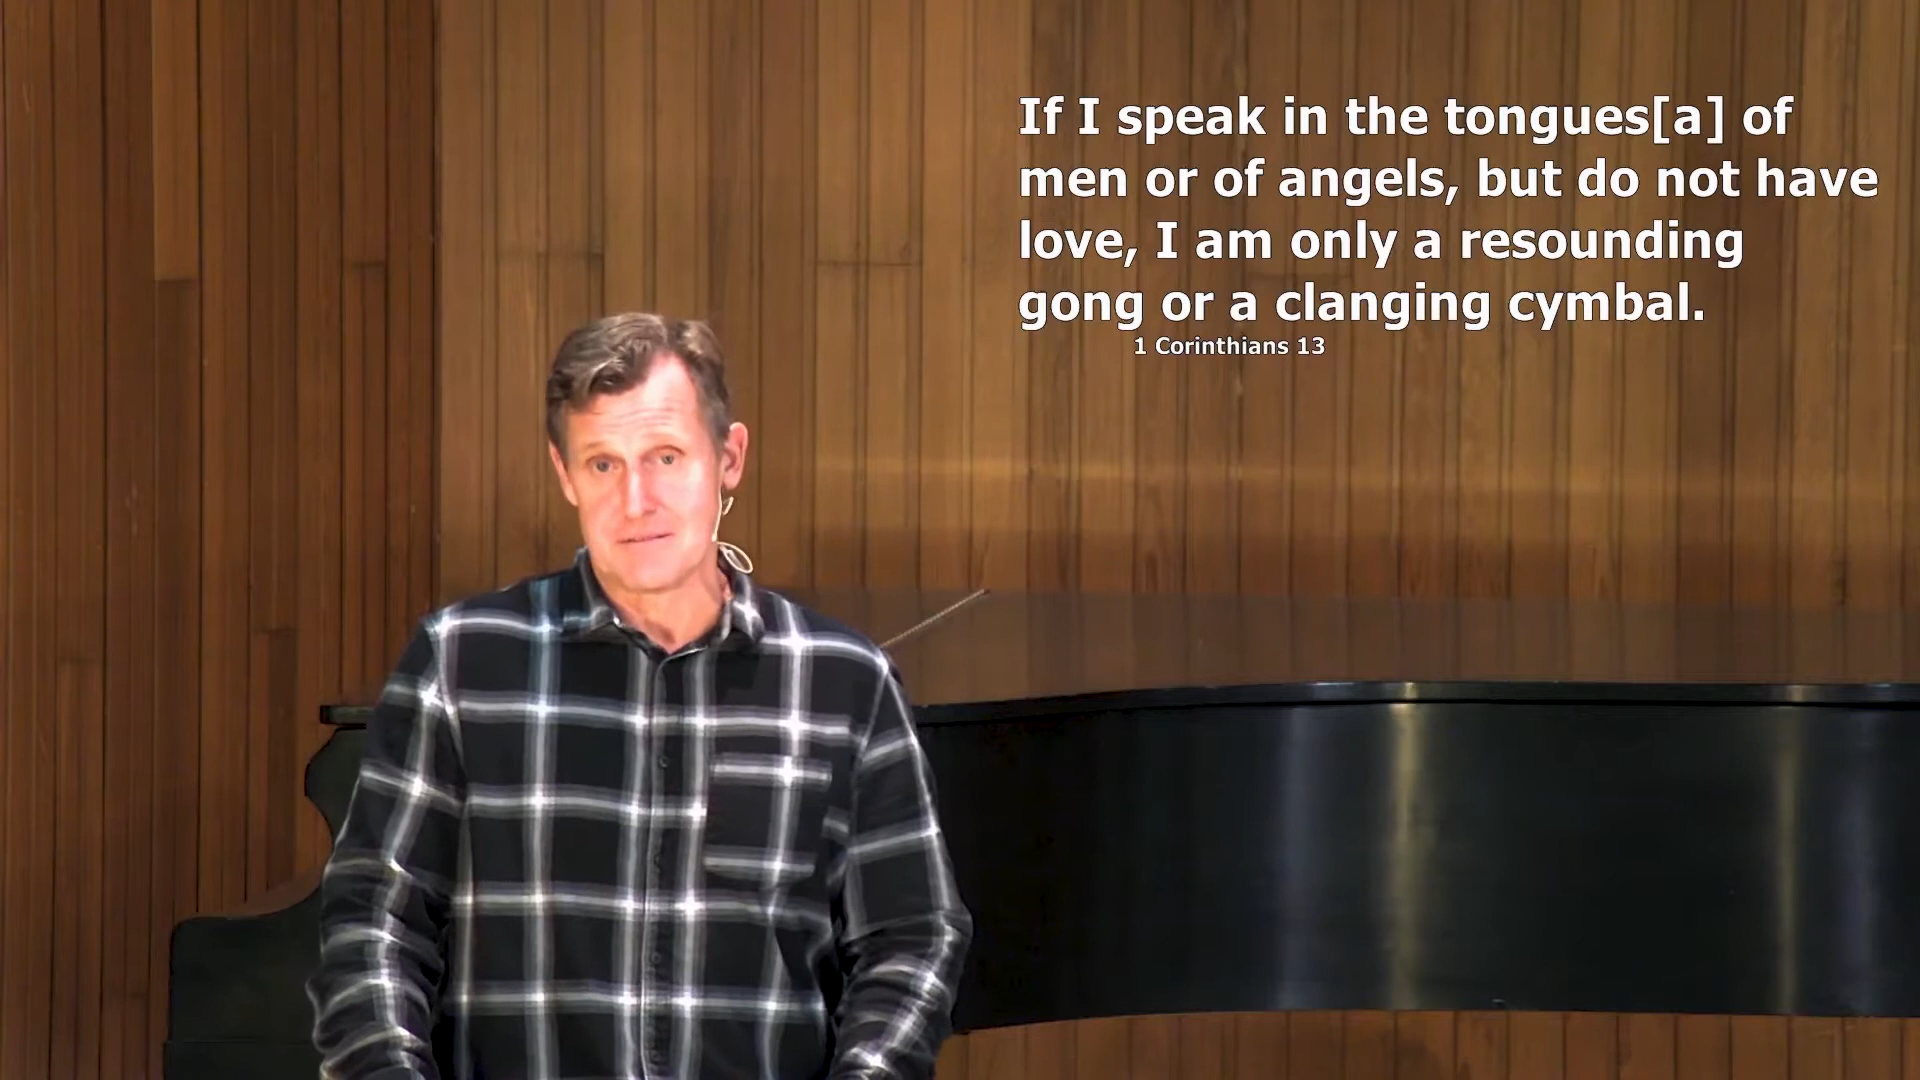 If I speak in the tongues[a] of
men or of angels, but do not have
love, I am only a resounding
gong or a clanging cymbal.
1 Corinthians 13